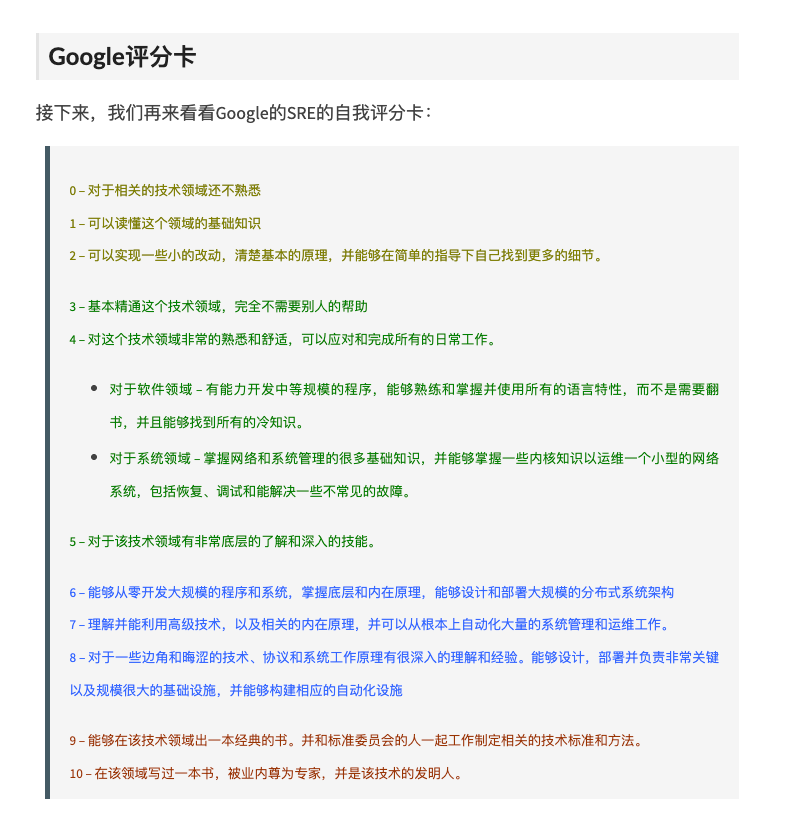 Google评分卡
接下来，我们再来看看Google的SRE的自我评分卡：
0 – 对于相关的技术领域还不熟悉
1 – 可以读懂这个领域的基础知识
2 – 可以实现一些小的改动，清楚基本的原理，并能够在简单的指导下自己找到更多的细节。
3 – 基本精通这个技术领域，完全不需要别人的帮助
4 – 对这个技术领域非常的熟悉和舒适，可以应对和完成所有的日常工作。
• 对于软件领域 – 有能力开发中等规模的程序，能够熟练和掌握并使用所有的语言特性，而不是需要翻
书，并且能够找到所有的冷知识。
• 对于系统领域 – 掌握网络和系统管理的很多基础知识，并能够掌握一些内核知识以运维一个小型的网络
系统，包括恢复、调试和能解决一些不常见的故障。
5 – 对于该技术领域有非常底层的了解和深入的技能。
6 – 能够从零开发大规模的程序和系统，掌握底层和内在原理，能够设计和部署大规模的分布式系统架构
7 – 理解并能利用高级技术，以及相关的内在原理，并可以从根本上自动化大量的系统管理和运维工作。
8 – 对于一些边角和晦涩的技术、协议和系统工作原理有很深入的理解和经验。能够设计，部署并负责非常关键
以及规模很大的基础设施，并能够构建相应的自动化设施
9 – 能够在该技术领域出一本经典的书。并和标准委员会的人一起工作制定相关的技术标准和方法。
10 – 在该领域写过一本书，被业内尊为专家，并是该技术的发明人。